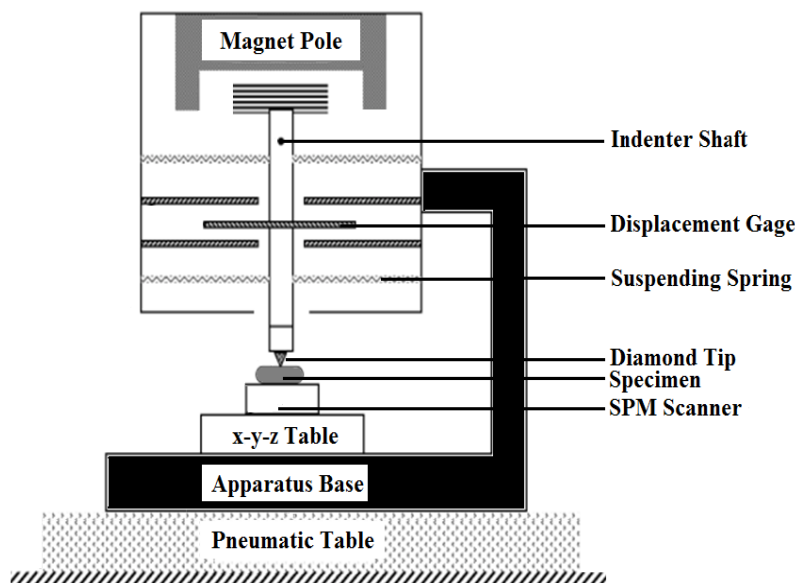 Magnet Pole
Indenter Shaft
Displacement Gage
Suspending Spring
Diamond Tip
Specimen
SPM Scanner
x-y-z Table
Apparatus Base
Pneumatic Table